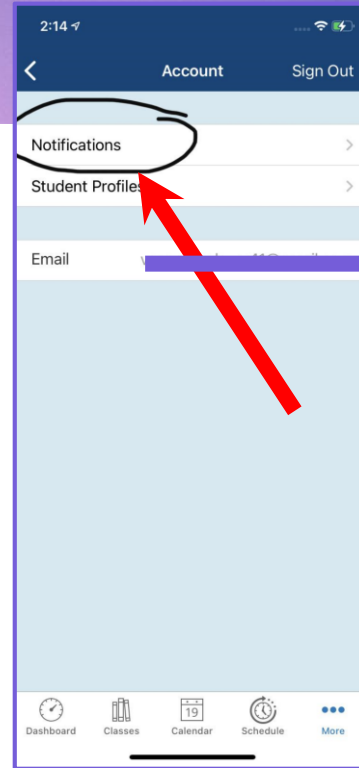 2:14
Account Sign Out
Notifications
Student Profiles
Email
19
Dashboard Classes Calendar Schedule More